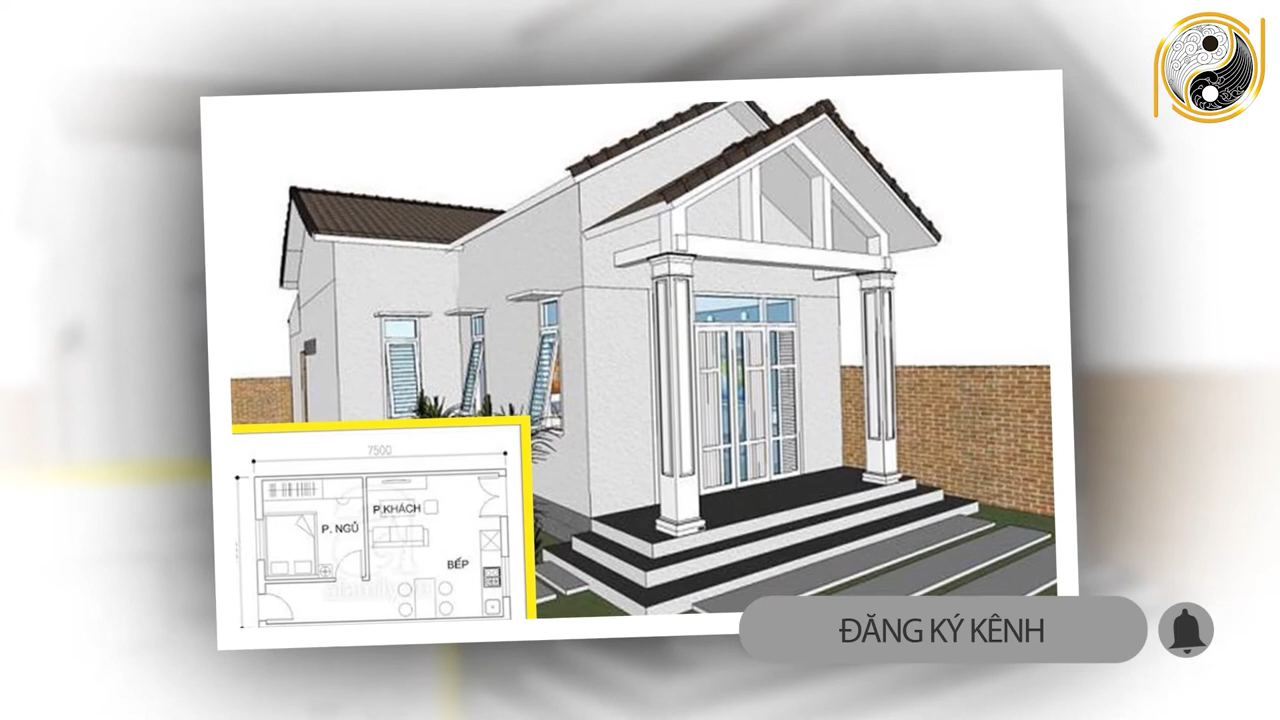 7500
P.KHÁCH
P. NGỦ
BẾP
ĐĂNG KÝ KÊNH